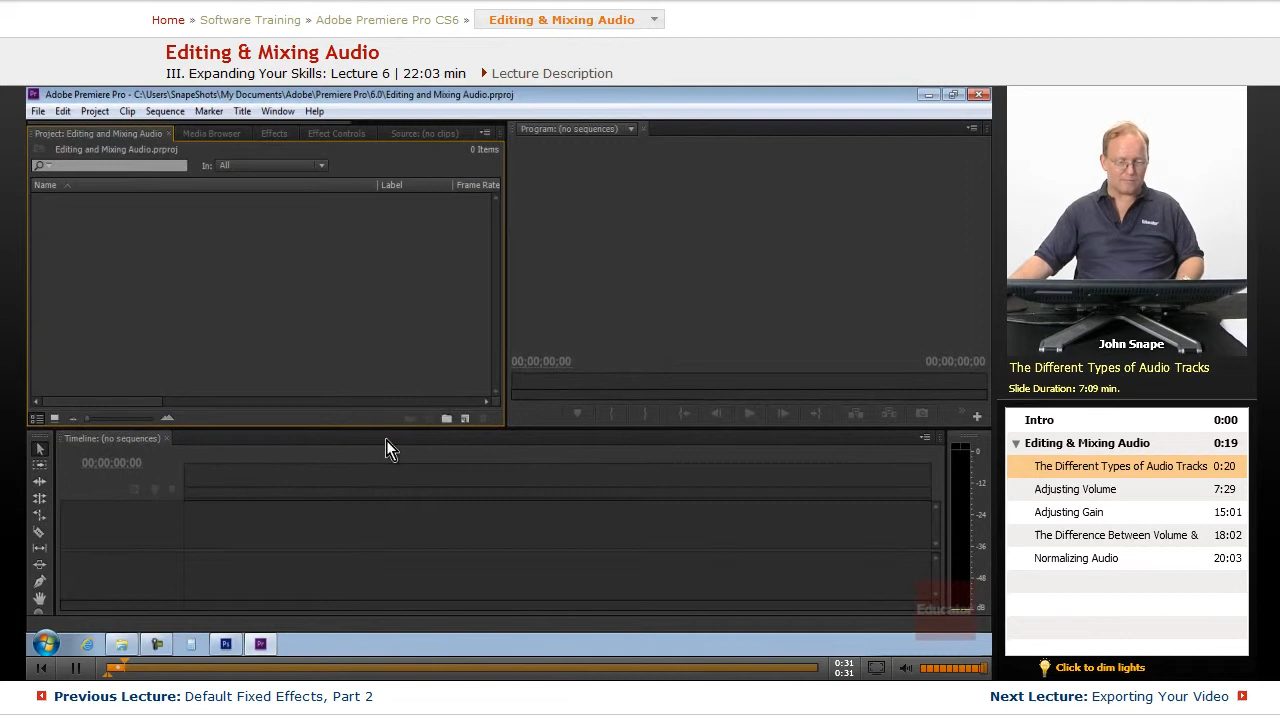 Home » Software Training » Adobe Premiere Pro CS6 » Editing & Mixing Audio
Editing & Mixing Audio
III. Expanding Your Skills: Lecture 6 | 22:03 min Lecture Description
Adobe Premiere Pro - C:\Users\SnapeShots\My Documents\Adobe\Premiere Pro\6.0\Editing and Mixing Audio.prproj
File Edit Project Clip Sequence Marker Title Window Help
Project: Editing and Mixing Audio Media Browser Effects Effect Controls Source: (no clips)
Program: (no sequences)
Editing and Mixing Audio.prproj 0 Items
In: All
Name Label Frame Rate
00;00;00;00 00;00;00;00
Timeline: (no sequences)
00;00;00;00
0
-12
-24
-36
-48
dB
Educator
Educator
John Snape
The Different Types of Audio Tracks
Slide Duration: 7:09 min.
Intro 0:00
Editing & Mixing Audio 0:19
The Different Types of Audio Tracks 0:20
Adjusting Volume 7:29
Adjusting Gain 15:01
The Difference Between Volume & 18:02
Normalizing Audio 20:03
0:31
0:31
Click to dim lights
Previous Lecture: Default Fixed Effects, Part 2
Next Lecture: Exporting Your Video